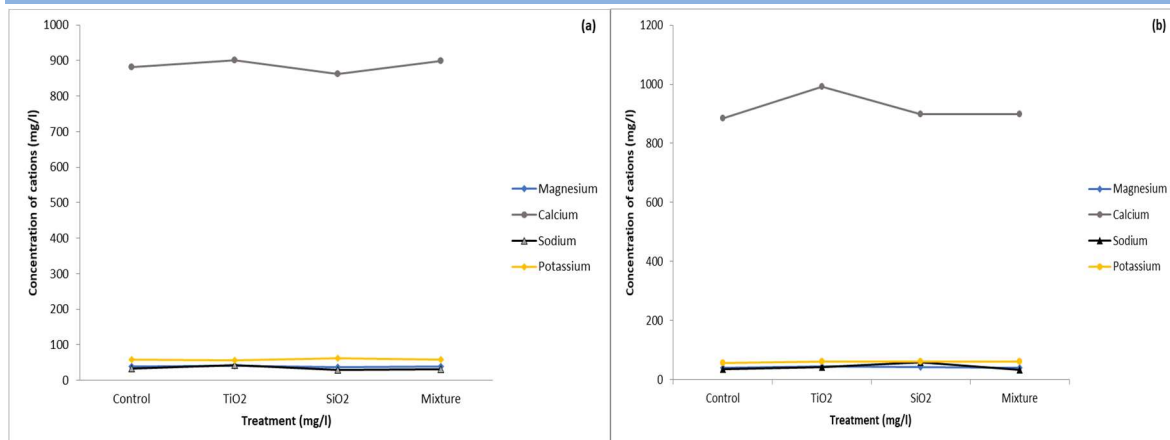 (a)
1000
900
800
700
600
500
400
300
200
100
0
Concentration of cations (mg/l)
Control TiO2 SiO2 Mixture
Treatment (mg/l)
Magnesium
Calcium
Sodium
Potassium
(b)
1200
1000
800
600
400
200
0
Concentration of cations (mg/l)
Control TiO2 SiO2 Mixture
Treatment (mg/l)
Magnesium
Calcium
Sodium
Potassium